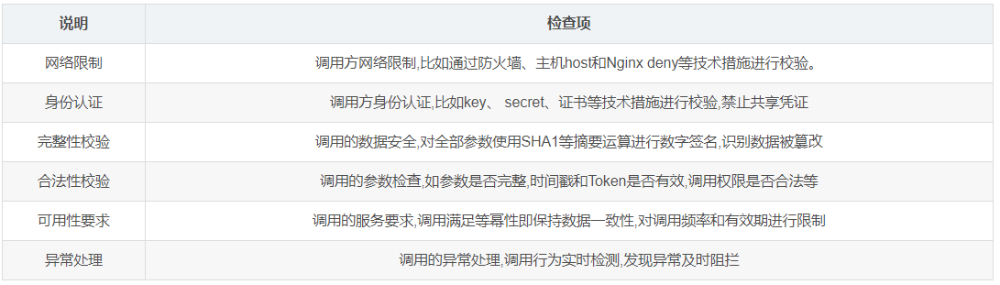 说明 检查项
网络限制 调用方网络限制,比如通过防火墙、主机host和Nginx deny等技术措施进行校验。
身份认证 调用方身份认证,比如key、 secret、证书等技术措施进行校验,禁止共享凭证
完整性校验 调用的数据安全,对全部参数使用SHA1等摘要运算进行数字签名,识别数据被篡改
合法性校验 调用的参数检查,如参数是否完整,时间戳和Token是否有效,调用权限是否合法等
可用性要求 调用的服务要求,调用满足等幂性即保持数据一致性,对调用频率和有效期进行限制
异常处理 调用的异常处理,调用行为实时检测,发现异常及时阻拦